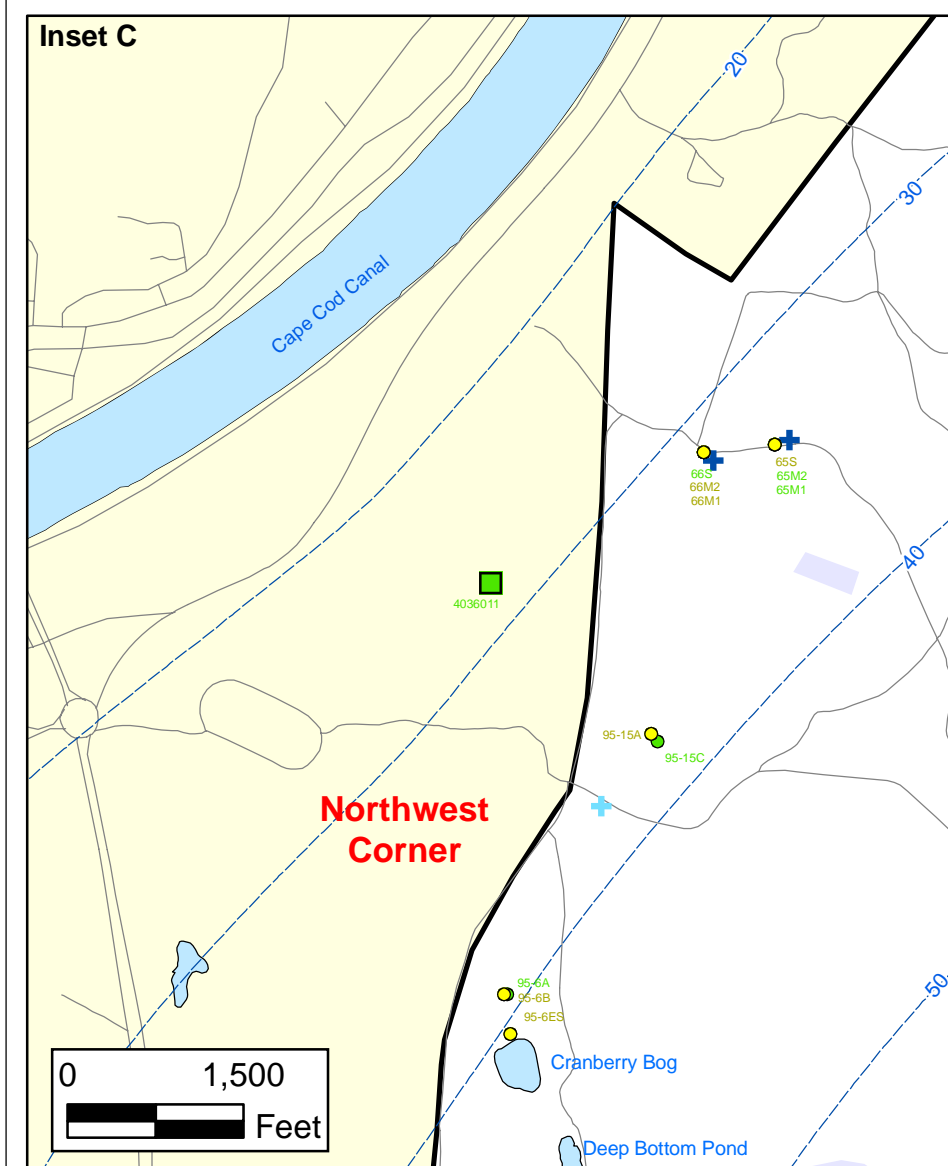 Inset C
20
30
Cape Cod Canal
66S
66M2
66M1
65S
65M2
65M1
40
4036011
95-15A
95-15C
Northwest
Corner
95-6A
95-6B
95-6ES
50
Cranberry Bog
0 1,500
Feet
Deep Bottom Pond